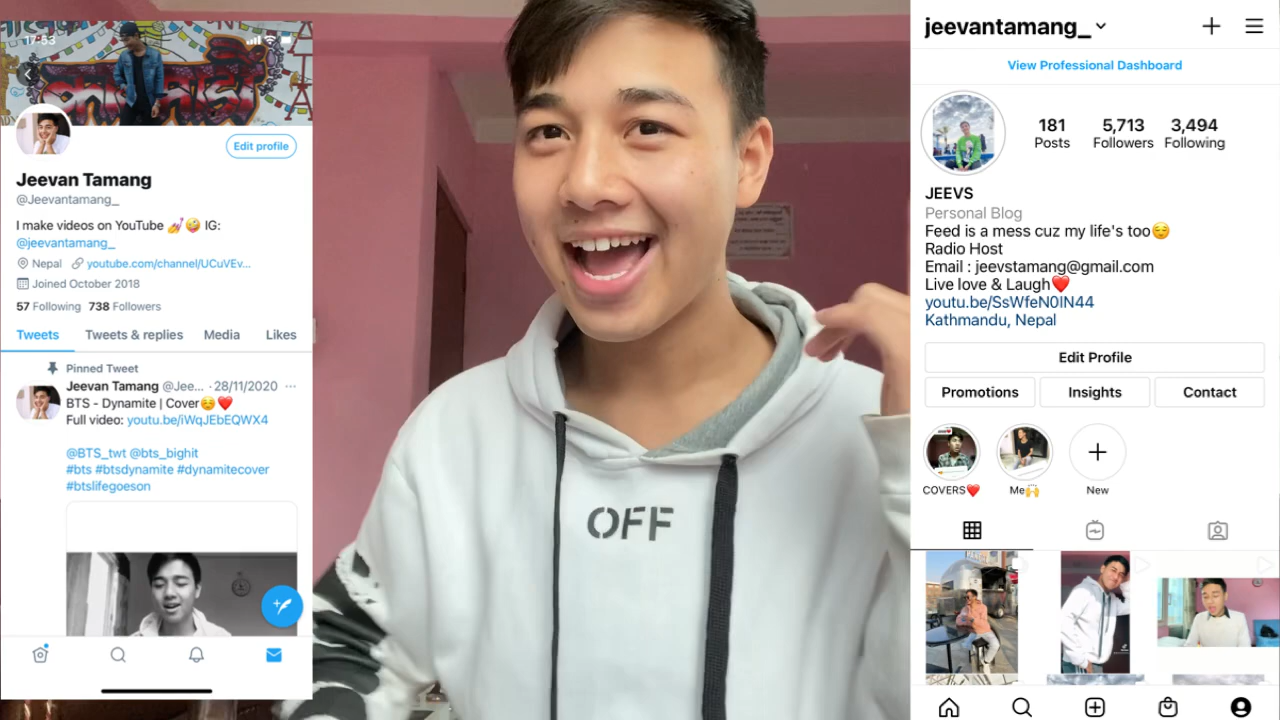 17:53
Edit profile
Jeevan Tamang
@Jeevantamang_
I make videos on YouTube 💅🤪 IG:
@jeevantamang_
Nepal youtube.com/channel/UCuVEv...
Joined October 2018
57 Following 738 Followers
Tweets Tweets & replies Media Likes
Pinned Tweet
Jeevan Tamang @Jee... · 28/11/2020
BTS - Dynamite | Cover😌❤️
Full video: youtu.be/iWqJEbEQWX4
@BTS_twt @bts_bighit
#bts #btsdynamite #dynamitecover
#btslifegoeson
OFF
jeevantamang_
View Professional Dashboard
181 5,713 3,494
Posts Followers Following
JEEVS
Personal Blog
Feed is a mess cuz my life's too😌
Radio Host
Email : jeevstamang@gmail.com
Live love & Laugh❤️
youtu.be/SsWfeN0IN44
Kathmandu, Nepal
Edit Profile
Promotions Insights Contact
COVERS❤️ Me🙌 New